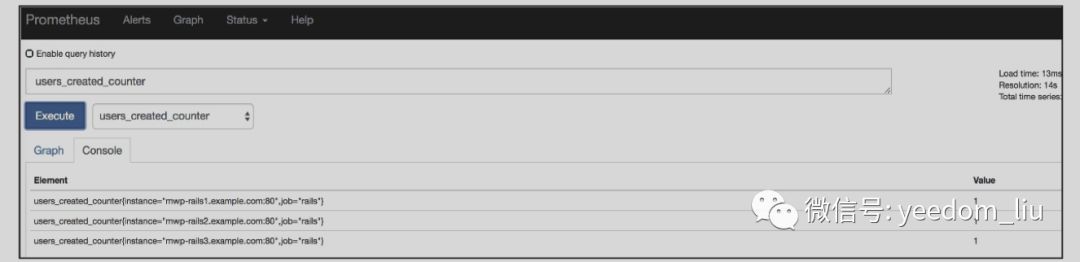 Prometheus Alerts Graph Status Help
Enable query history
users_created_counter
Load time: 13ms
Resolution: 14s
Total time series:
Execute users_created_counter
Graph Console
Element Value
users_created_counter{instance="mwp-rails1.example.com:80",job="rails"} 1
users_created_counter{instance="mwp-rails2.example.com:80",job="rails"} 1
users_created_counter{instance="mwp-rails3.example.com:80",job="rails"} 1
微信号: yeedom_liu